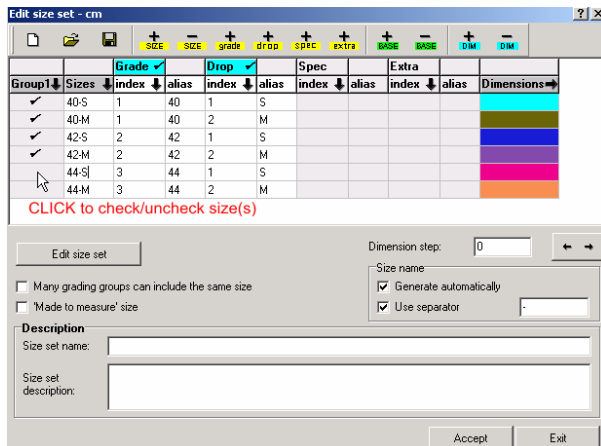 Edit size set - cm
+ SIZE - SIZE + grade + drop + spec + extra + BASE - BASE + DIM - DIM
Grade Drop Spec Extra
Group1 Sizes index alias index alias index alias index alias Dimensions
40-S 1 40 1 S
40-M 1 40 2 M
42-S 2 42 1 S
42-M 2 42 2 M
44-S 3 44 1 S
44-M 3 44 2 M
CLICK to check/uncheck size(s)
Edit size set
Dimension step: 0
Size name
Many grading groups can include the same size
Generate automatically
'Made to measure' size
Use separator -
Description
Size set name:
Size set
description:
Accept Exit